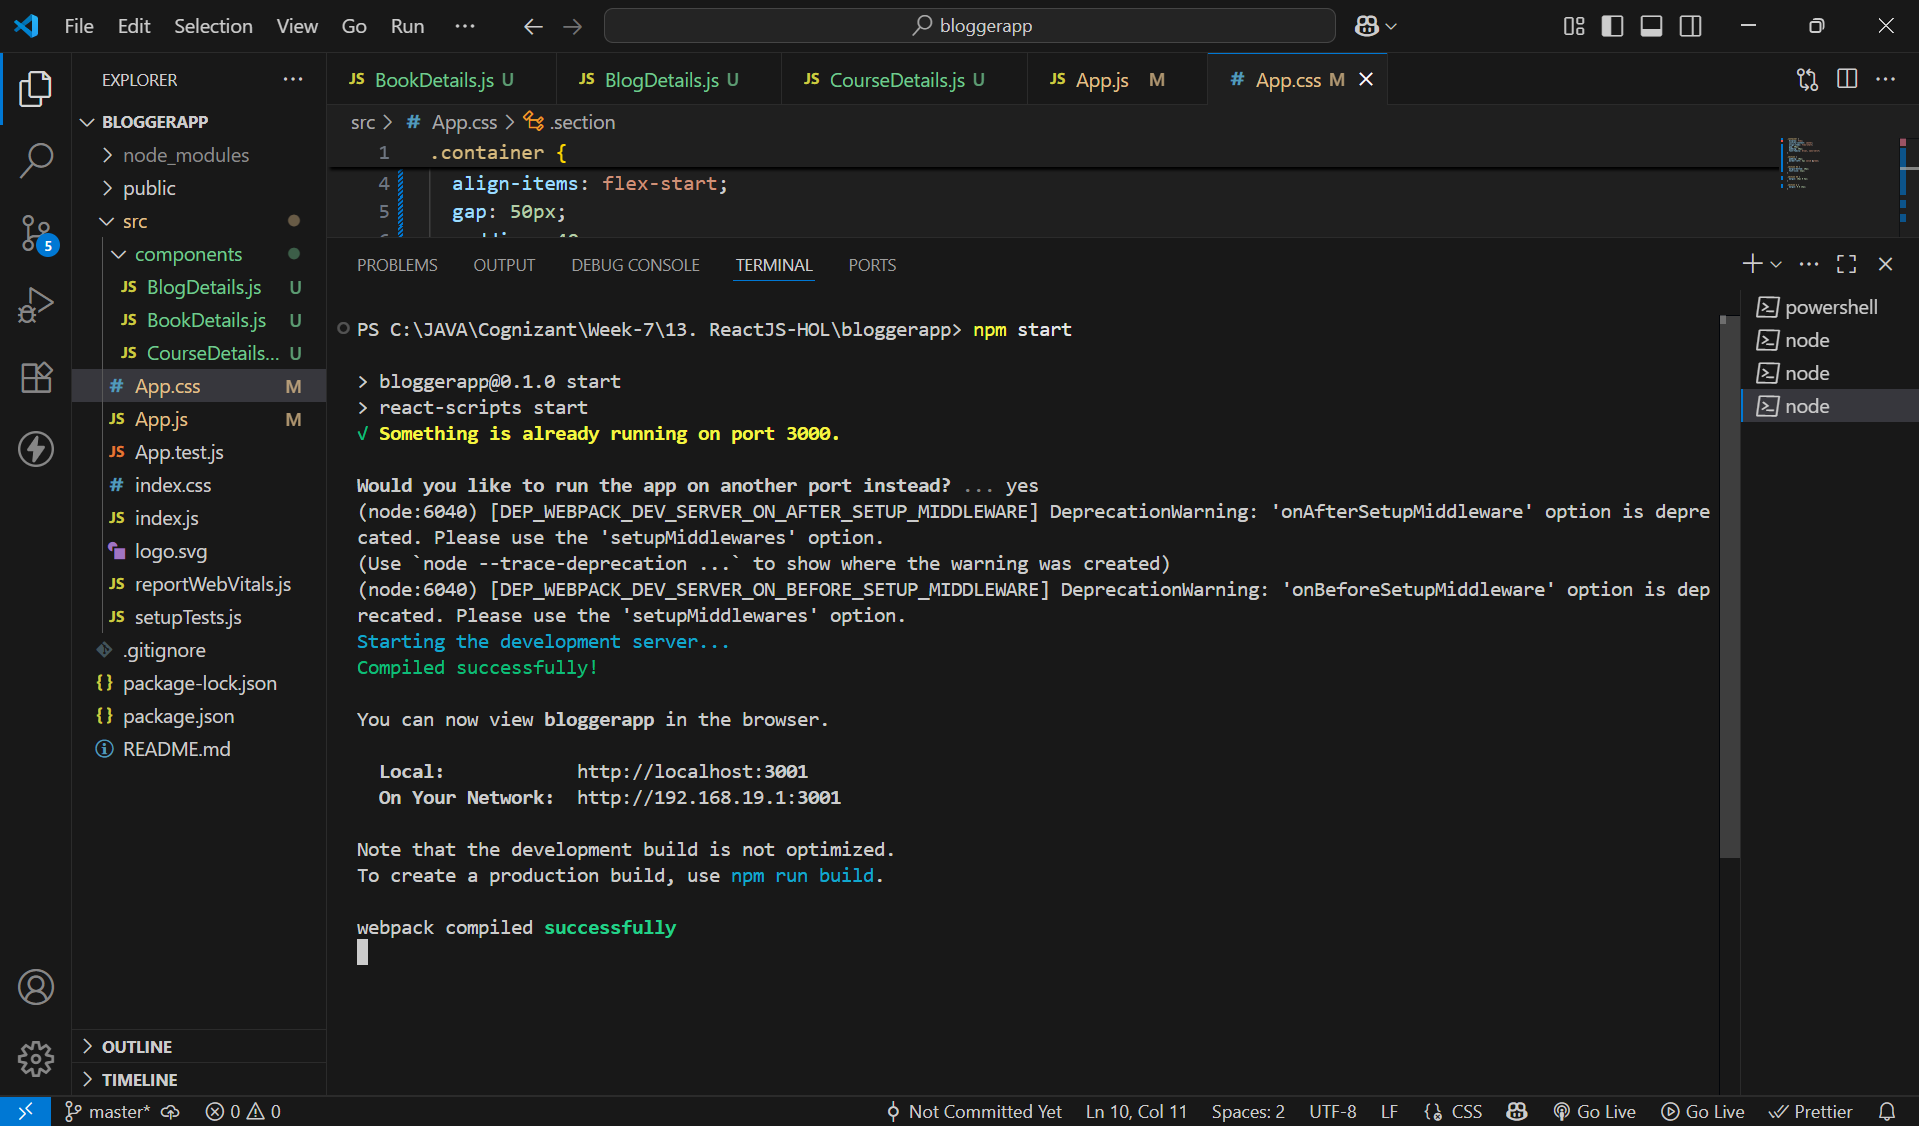 File Edit Selection View Go Run ···
bloggerapp
EXPLORER ···
BLOGGERAPP
node_modules
public
src
components
JS BlogDetails.js U
JS BookDetails.js U
JS CourseDetails... U
# App.css M
JS App.js M
JS App.test.js
# index.css
JS index.js
logo.svg
JS reportWebVitals.js
JS setupTests.js
.gitignore
{} package-lock.json
{} package.json
README.md
OUTLINE
TIMELINE
5
JS BookDetails.js U JS BlogDetails.js U JS CourseDetails.js U JS App.js M # App.css M
src > # App.css > .section
1 .container {
4 align-items: flex-start;
5 gap: 50px;
PROBLEMS OUTPUT DEBUG CONSOLE TERMINAL PORTS
PS C:\JAVA\Cognizant\Week-7\13. ReactJS-HOL\bloggerapp> npm start
> bloggerapp@0.1.0 start
> react-scripts start
√ Something is already running on port 3000.
Would you like to run the app on another port instead? ... yes
(node:6040) [DEP_WEBPACK_DEV_SERVER_ON_AFTER_SETUP_MIDDLEWARE] DeprecationWarning: 'onAfterSetupMiddleware' option is depre
cated. Please use the 'setupMiddlewares' option.
(Use `node --trace-deprecation ...` to show where the warning was created)
(node:6040) [DEP_WEBPACK_DEV_SERVER_ON_BEFORE_SETUP_MIDDLEWARE] DeprecationWarning: 'onBeforeSetupMiddleware' option is dep
recated. Please use the 'setupMiddlewares' option.
Starting the development server...
Compiled successfully!
You can now view bloggerapp in the browser.
Local: http://localhost:3001
On Your Network: http://192.168.19.1:3001
Note that the development build is not optimized.
To create a production build, use npm run build.
webpack compiled successfully
powershell
node
node
node
master* 0 0 Not Committed Yet Ln 10, Col 11 Spaces: 2 UTF-8 LF CSS Go Live Go Live Prettier